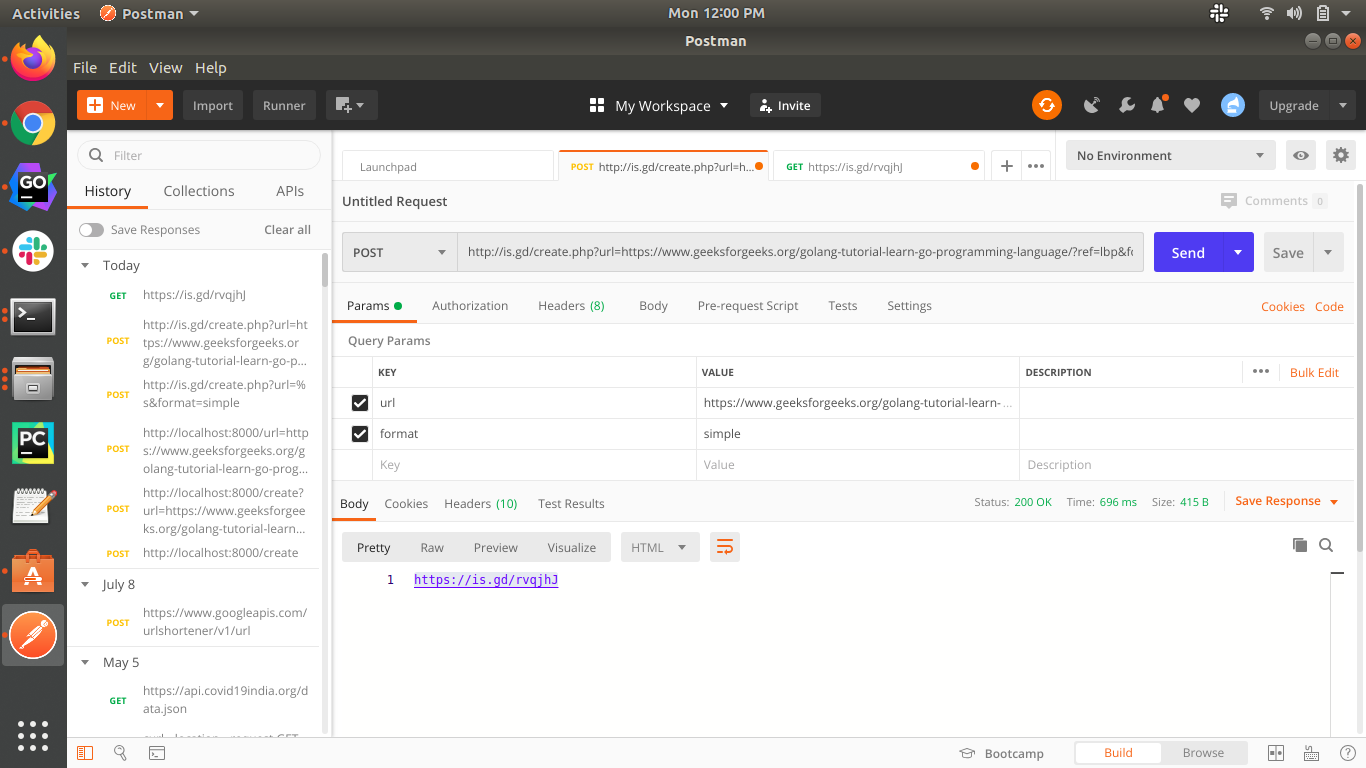 Activities Postman Mon 12:00 PM
Postman
File Edit View Help
New Import Runner My Workspace Invite Upgrade
Filter
History Collections APIs
Save Responses Clear all
Today
GET https://is.gd/rvqjhJ
POST http://is.gd/create.php?url=ht
tps://www.geeksforgeeks.or
g/golang-tutorial-learn-go-p...
POST http://is.gd/create.php?url=%
s&format=simple
POST http://localhost:8000/url=http
s://www.geeksforgeeks.org/g
olang-tutorial-learn-go-prog...
POST http://localhost:8000/create?
url=https://www.geeksforgee
ks.org/golang-tutorial-learn...
POST http://localhost:8000/create
July 8
POST https://www.googleapis.com/
urlshortener/v1/url
May 5
GET https://api.covid19india.org/d
ata.json
Launchpad POST http://is.gd/create.php?url=h... GET https://is.gd/rvqjhJ + ••• No Environment
Untitled Request Comments 0
POST http://is.gd/create.php?url=https://www.geeksforgeeks.org/golang-tutorial-learn-go-programming-language/?ref=lbp&fo Send Save
Params Authorization Headers (8) Body Pre-request Script Tests Settings Cookies Code
Query Params
KEY VALUE DESCRIPTION ••• Bulk Edit
url https://www.geeksforgeeks.org/golang-tutorial-learn-...
format simple
Key Value Description
Body Cookies Headers (10) Test Results Status: 200 OK Time: 696 ms Size: 415 B Save Response
Pretty Raw Preview Visualize HTML
1 https://is.gd/rvqjhJ
Bootcamp Build Browse
GO
PC